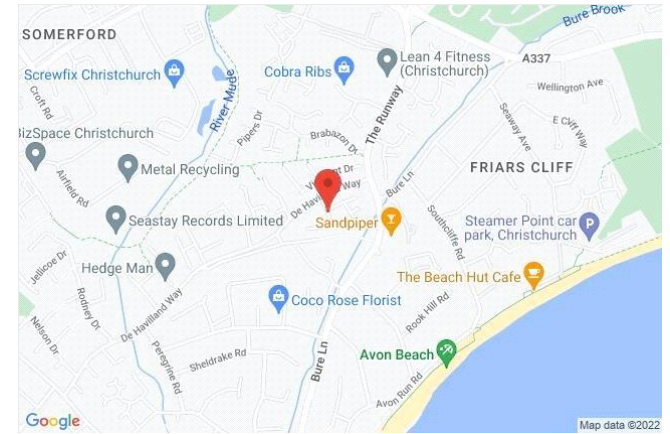 SOMERFORD
Bure Brook
Lean 4 Fitness
(Christchurch)
A337
Screwfix Christchurch
Cobra Ribs
Wellington Ave
Croft Rd
River Mude
Pipers Dr
The Runway
Seaway Ave
E Cliff Way
BizSpace Christchurch
Brabazon Dr
Metal Recycling
Airfield Rd
De Havilland Way
Bure Ln
FRIARS CLIFF
Seastay Records Limited
Sandpiper
Southcliffe Rd
Steamer Point car
park, Christchurch
Jellicoe Dr
Hedge Man
The Beach Hut Cafe
Rodney Dr
De Havilland Way
Coco Rose Florist
Rook Hill Rd
Nelson Dr
Peregrine Rd
Sheldrake Rd
Bure Ln
Avon Beach
Avon Run Rd
Google
Map data ©2022